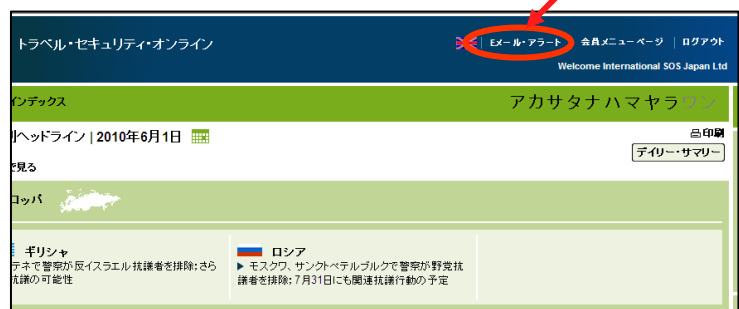 トラベル・セキュリティ・オンライン
Eメール・アラート | 会員メニューページ | ログアウト
Welcome International SOS Japan Ltd
インデックス
アカサタナハマヤラワン
別ヘッドライン | 2010年6月1日
印刷
デイリー・サマリー
で見る
ロッパ
ギリシャ
テネで警察が反イスラエル抗議者を排除;さら
抗議の可能性
ロシア
▶ モスクワ、サンクトペテルブルクで警察が野党抗
議者を排除;7月31日にも関連抗議行動の予定